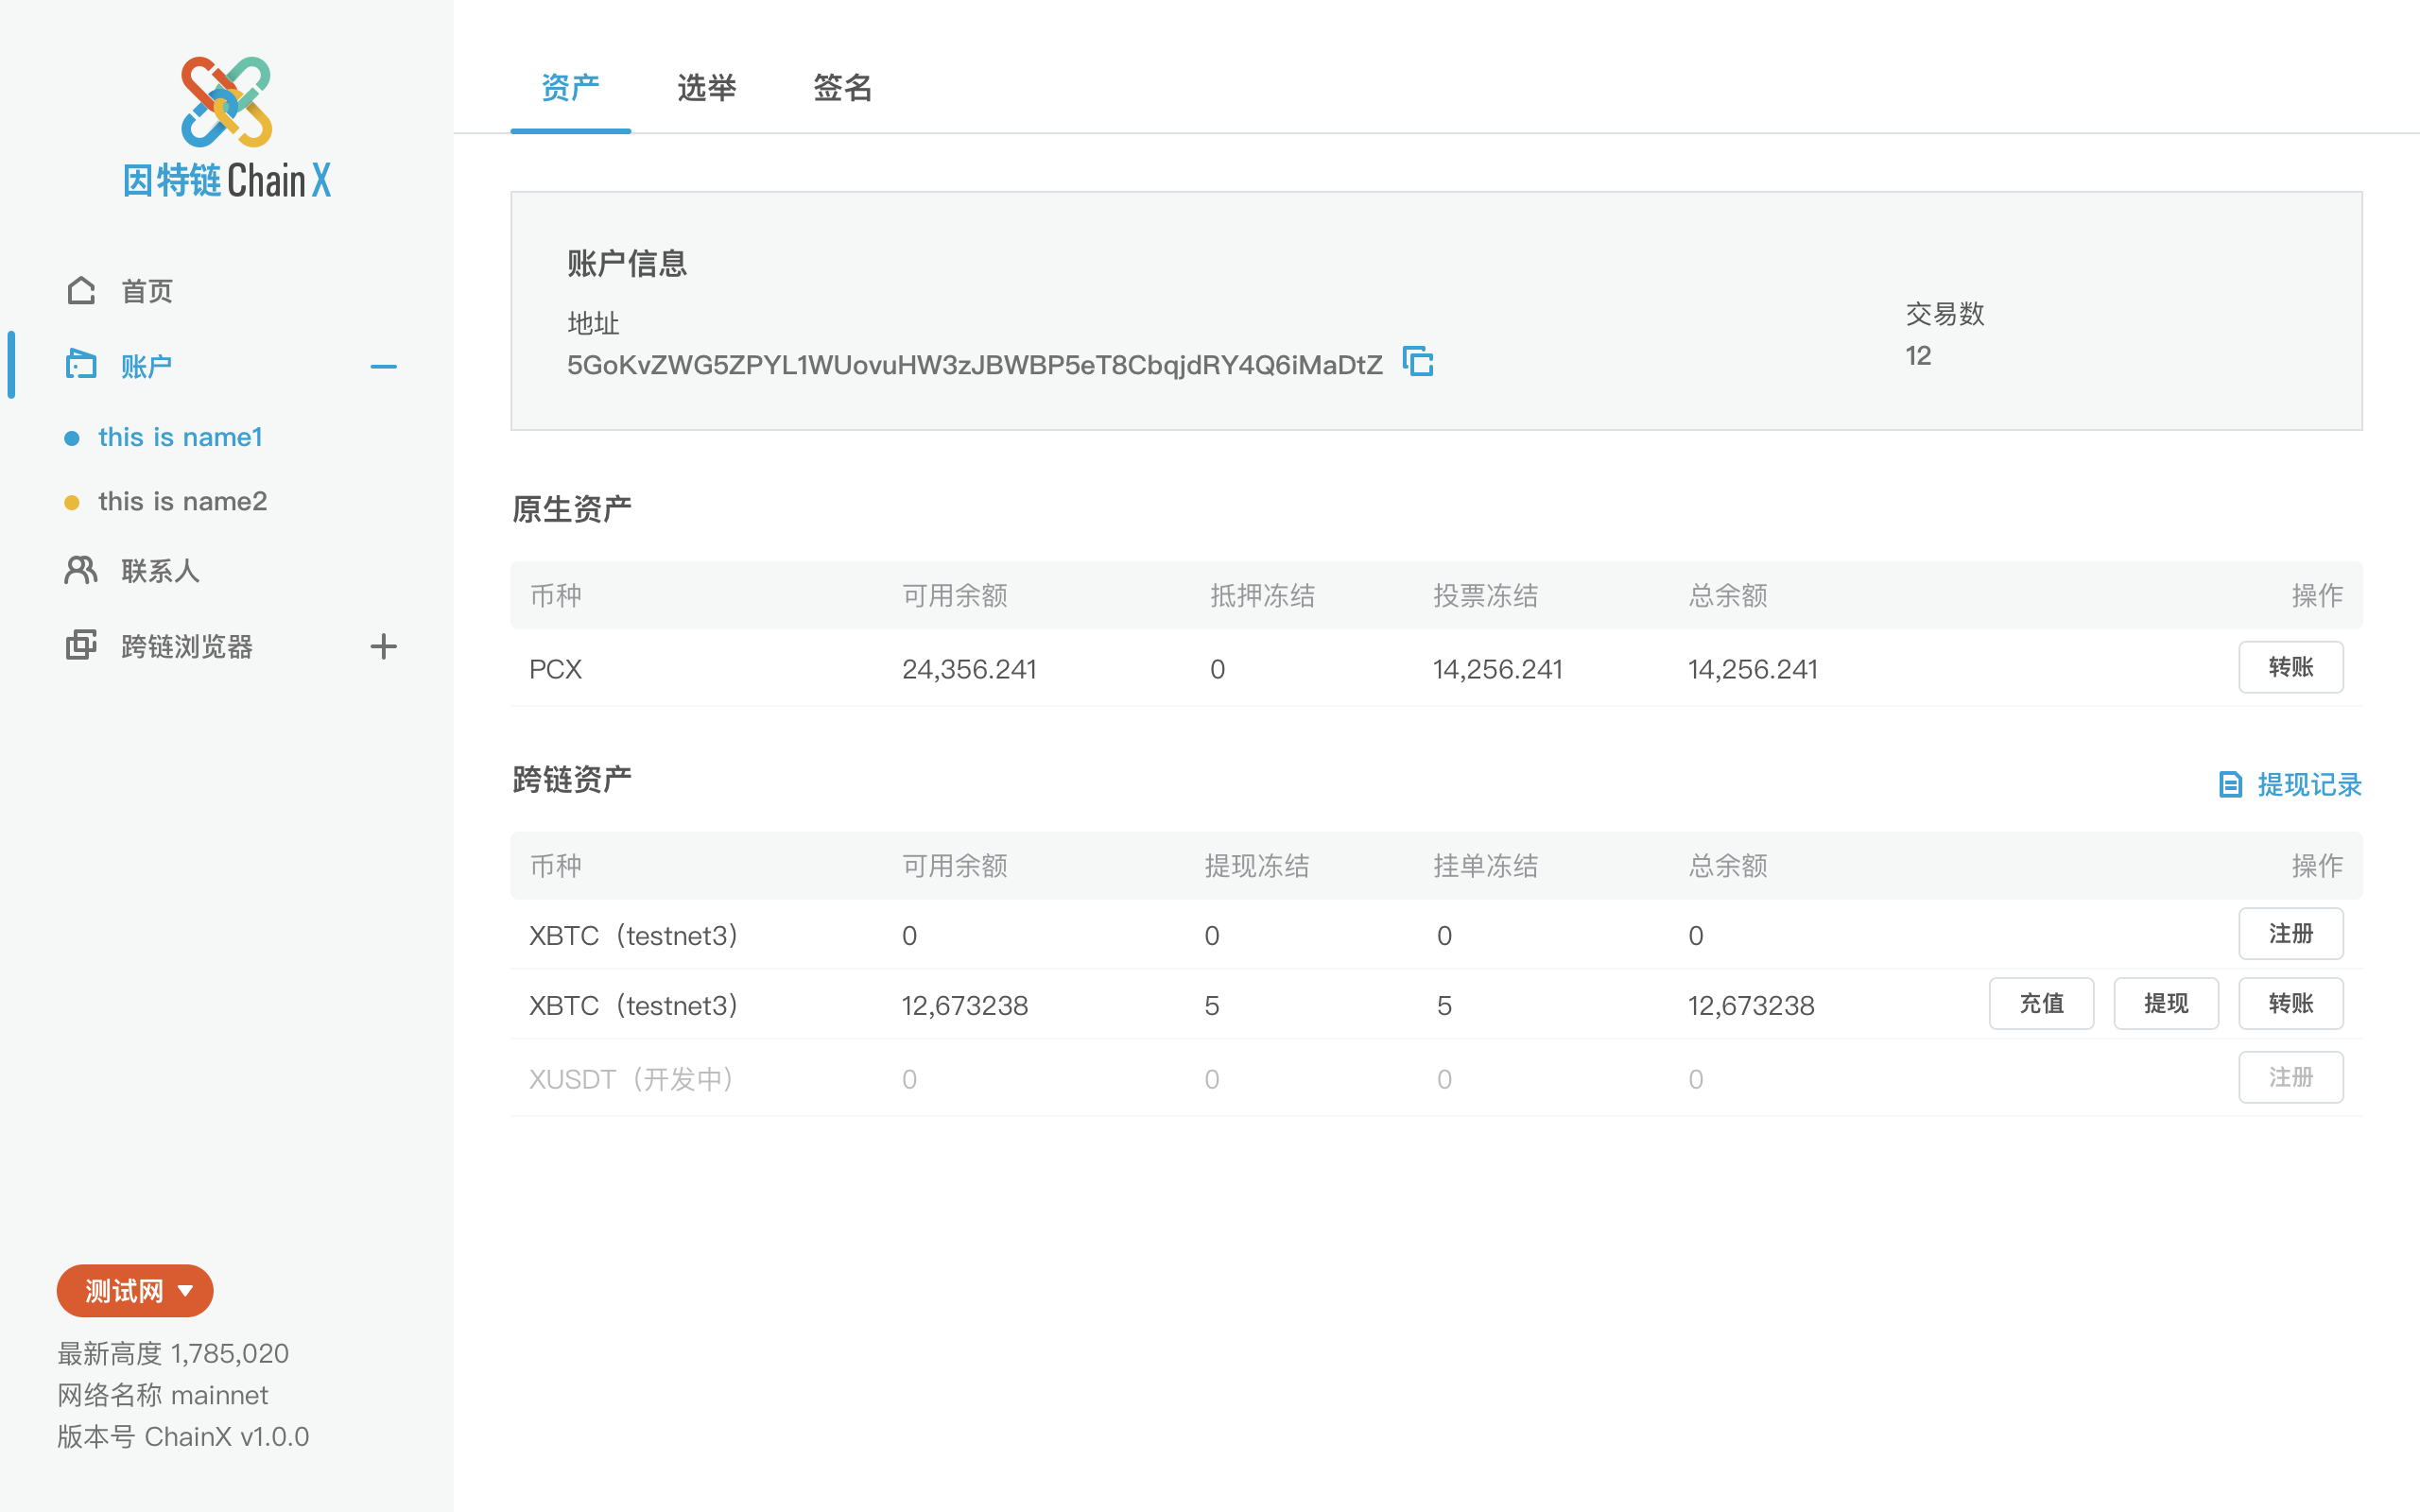 因特链ChainX
首页
账户
this is name1
this is name2
联系人
跨链浏览器
测试网
最新高度 1,785,020
网络名称 mainnet
版本号 ChainX v1.0.0
资产 选举 签名
账户信息
地址
5GoKvZWG5ZPYL1WUovuHW3zJBWBP5eT8CbqjdRY4Q6iMaDtZ
交易数
12
原生资产
币种 可用余额 抵押冻结 投票冻结 总余额 操作
PCX 24,356.241 0 14,256.241 14,256.241 转账
跨链资产 提现记录
币种 可用余额 提现冻结 挂单冻结 总余额 操作
XBTC（testnet3） 0 0 0 0 注册
XBTC（testnet3） 12,673238 5 5 12,673238 充值 提现 转账
XUSDT（开发中） 0 0 0 0 注册